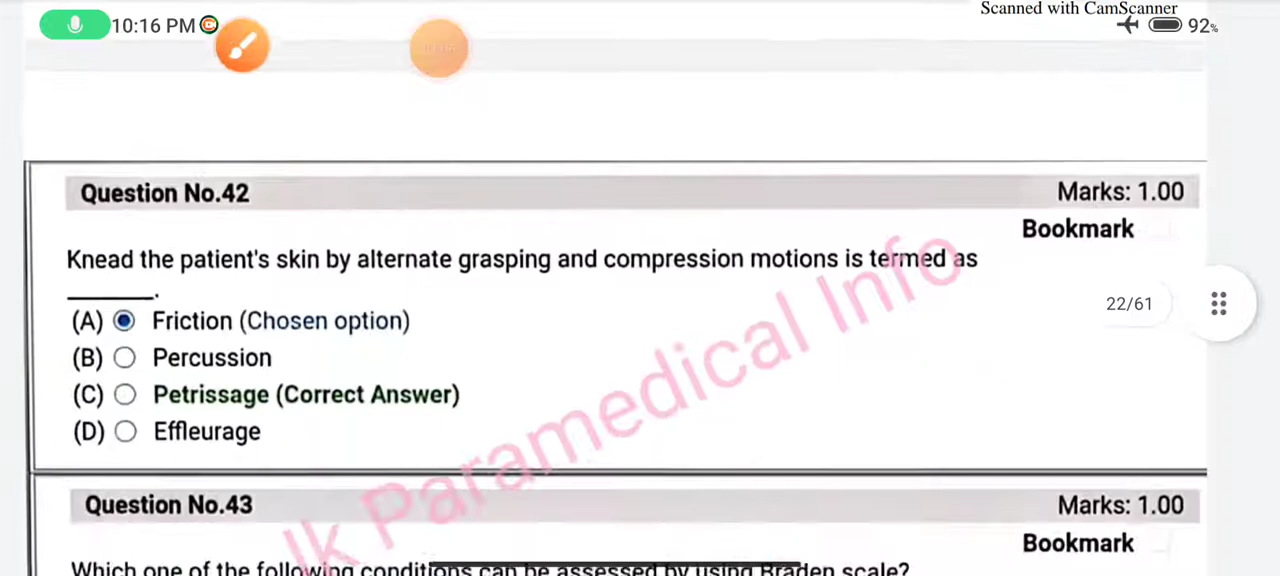 Scanned with CamScanner
10:16 PM
92%
Question No.42
Marks: 1.00
Bookmark
Knead the patient's skin by alternate grasping and compression motions is termed as
________.
22/61
(A) Friction (Chosen option)
(B) Percussion
(C) Petrissage (Correct Answer)
(D) Effleurage
Ik Paramedical Info
Question No.43
Marks: 1.00
Bookmark
Which one of the following conditions can be assessed by using Braden scale?